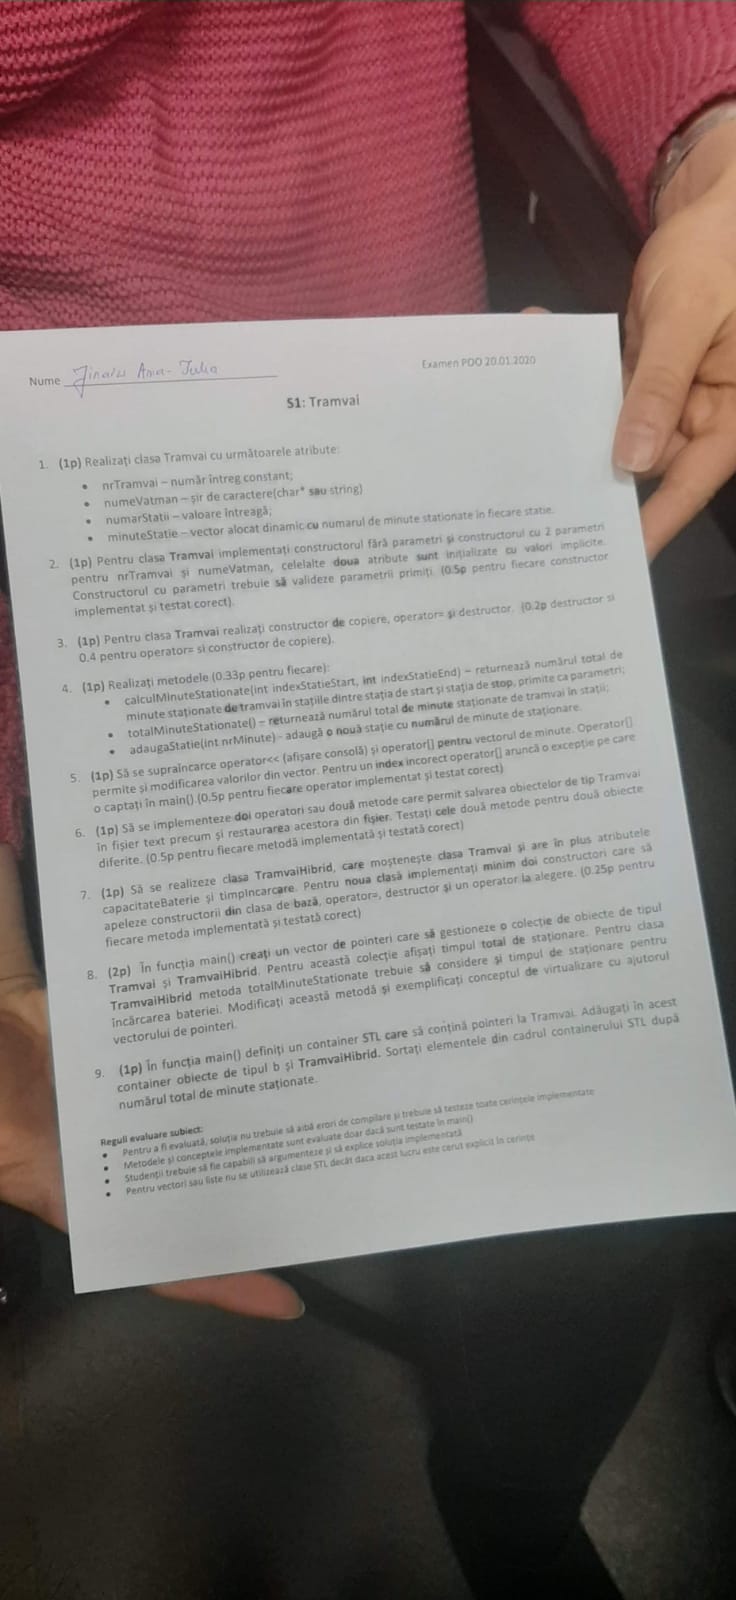 Nume Jinaru Ana-Iulia
Examen POO 20.01.2020
S1: Tramvai
1. (1p) Realizați clasa Tramvai cu următoarele atribute:
• nrTramvai – număr întreg constant;
• numeVatman – șir de caractere(char* sau string)
• numarStatii – valoare întreagă;
• minuteStatie – vector alocat dinamic cu numarul de minute stationate in fiecare statie.
2. (1p) Pentru clasa Tramvai implementați constructorul fără parametri și constructorul cu 2 parametri
pentru nrTramvai și numeVatman, celelalte doua atribute sunt inițializate cu valori implicite.
Constructorul cu parametri trebuie să valideze parametrii primiți. (0.5p pentru fiecare constructor
implementat și testat corect).
3. (1p) Pentru clasa Tramvai realizați constructor de copiere, operator= și destructor. (0.2p destructor si
0.4 pentru operator= si constructor de copiere).
4. (1p) Realizați metodele (0.33p pentru fiecare):
• calculMinuteStationate(int indexStatieStart, int indexStatieEnd) – returnează numărul total de
minute staționate de tramvai în stațiile dintre stația de start și stația de stop, primite ca parametri;
• totalMinuteStationate() – returnează numărul total de minute staționate de tramvai în stații;
• adaugaStatie(int nrMinute) – adaugă o nouă stație cu numărul de minute de staționare.
5. (1p) Să se supraîncarce operator<< (afișare consolă) și operator[] pentru vectorul de minute. Operator[]
permite și modificarea valorilor din vector. Pentru un index incorect operator[] aruncă o excepție pe care
o captați în main().(0.5p pentru fiecare operator implementat și testat corect)
6. (1p) Să se implementeze doi operatori sau două metode care permit salvarea obiectelor de tip Tramvai
în fișier text precum și restaurarea acestora din fișier. Testați cele două metode pentru două obiecte
diferite. (0.5p pentru fiecare metodă implementată și testată corect)
7. (1p) Să se realizeze clasa TramvaiHibrid, care moștenește clasa Tramvai și are în plus atributele
capacitateBaterie și timpIncarcare. Pentru noua clasă implementați minim doi constructori care să
apeleze constructorii din clasa de bază, operator=, destructor și un operator la alegere. (0.25p pentru
fiecare metoda implementată și testată corect)
8. (2p) În funcția main() creați un vector de pointeri care să gestioneze o colecție de obiecte de tipul
Tramvai și TramvaiHibrid. Pentru această colecție afișați timpul total de staționare. Pentru clasa
TramvaiHibrid metoda totalMinuteStationate trebuie să considere și timpul de staționare pentru
încărcarea bateriei. Modificați această metodă și exemplificați conceptul de virtualizare cu ajutorul
vectorului de pointeri.
9. (1p) În funcția main() definiți un container STL care să conțină pointeri la Tramvai. Adăugați în acest
container obiecte de tipul b și TramvaiHibrid. Sortați elementele din cadrul containerului STL după
numărul total de minute staționate.
Reguli evaluare subiect:
• Pentru a fi evaluată, soluția nu trebuie să aibă erori de compilare și trebuie să testeze toate cerințele implementate
• Metodele și conceptele implementate sunt evaluate doar dacă sunt testate în main()
• Studenții trebuie să fie capabili să argumenteze și să explice soluția implementată
• Pentru vectori sau liste nu se utilizează clase STL decât daca acest lucru este cerut explicit în cerințe